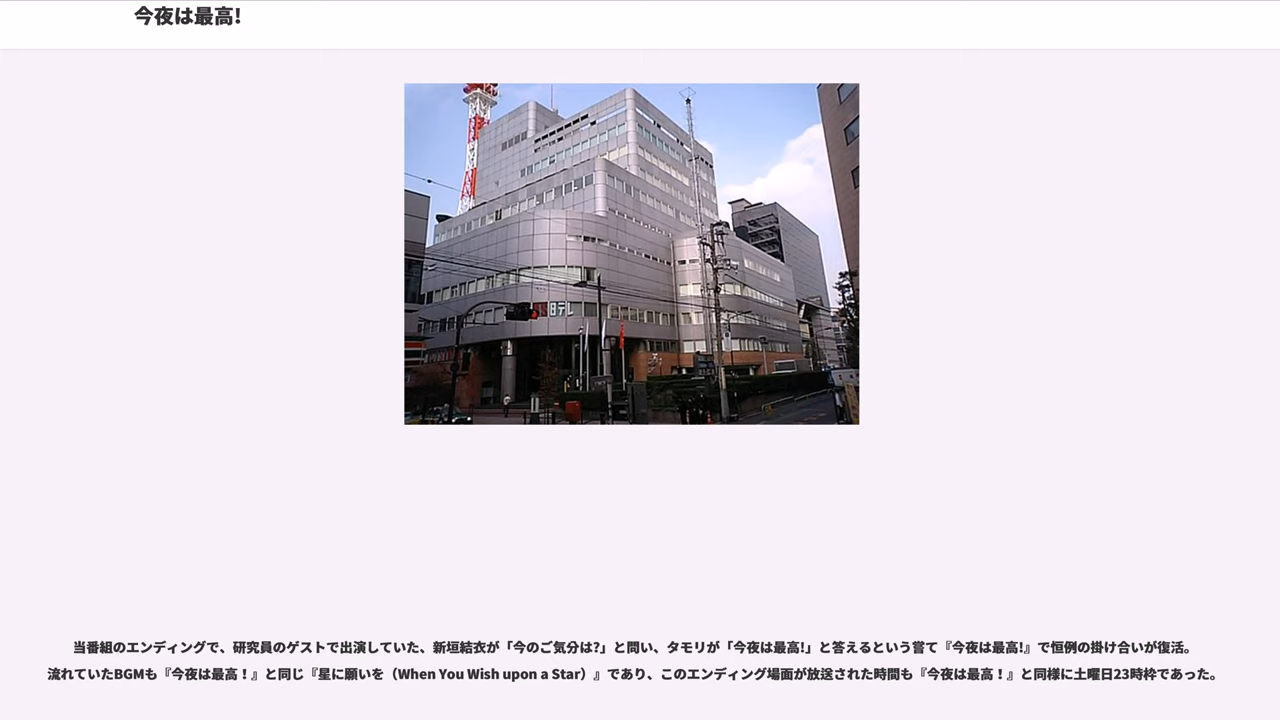 今夜は最高!
日テレ
当番組のエンディングで、研究員のゲストで出演していた、新垣結衣が「今のご気分は?」と問い、タモリが「今夜は最高!」と答えるという嘗て『今夜は最高!』で恒例の掛け合いが復活。
流れていたBGMも『今夜は最高！』と同じ『星に願いを（When You Wish upon a Star）』であり、このエンディング場面が放送された時間も『今夜は最高！』と同様に土曜日23時枠であった。